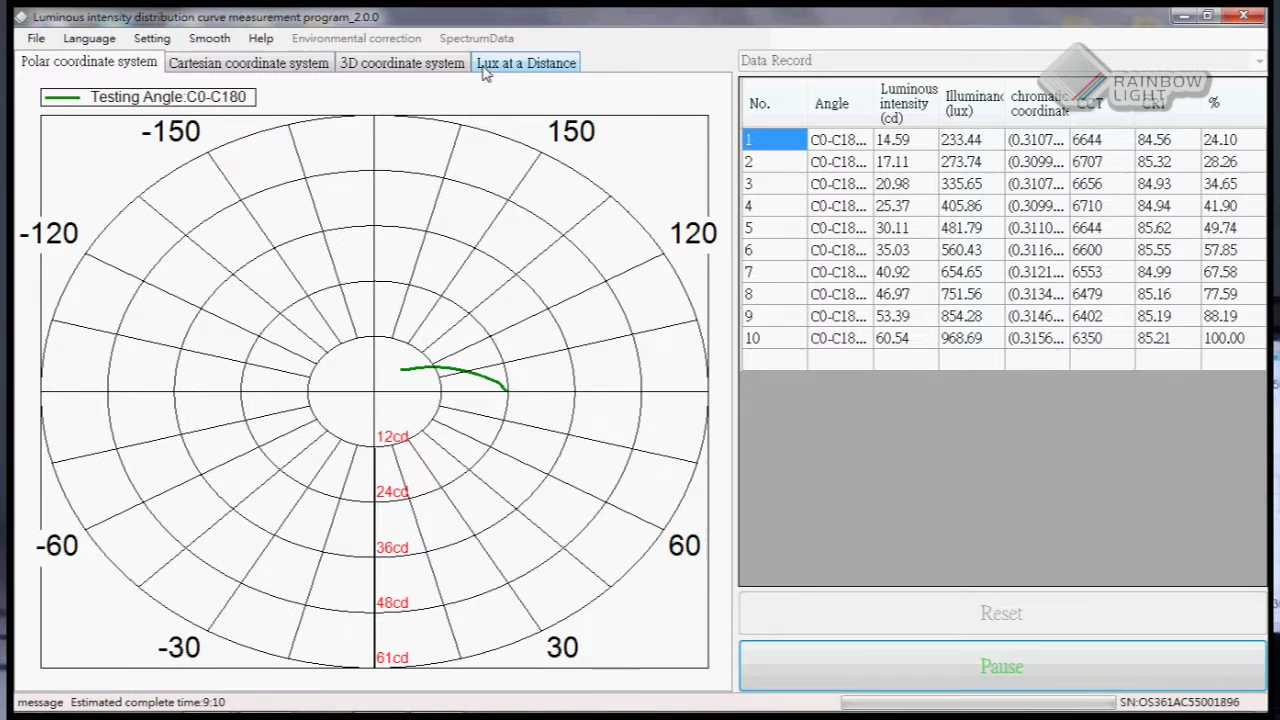 Luminous intensity distribution curve measurement program_2.0.0
File Language Setting Smooth Help Environmental correction SpectrumData
Polar coordinate system Cartesian coordinate system 3D coordinate system Lux at a Distance
Data Record
RAINBOW
LIGHT
Testing Angle:C0-C180
-150 150
-120 120
-60 60
-30 30
12cd
24cd
36cd
48cd
61cd
No. Angle Luminous intensity (cd) Illuminanc (lux) chromatic coordinate CCT CRI %
1 C0-C18... 14.59 233.44 (0.3107... 6644 84.56 24.10
2 C0-C18... 17.11 273.74 (0.3099... 6707 85.32 28.26
3 C0-C18... 20.98 335.65 (0.3107... 6656 84.93 34.65
4 C0-C18... 25.37 405.86 (0.3099... 6710 84.94 41.90
5 C0-C18... 30.11 481.79 (0.3110... 6644 85.62 49.74
6 C0-C18... 35.03 560.43 (0.3116... 6600 85.55 57.85
7 C0-C18... 40.92 654.65 (0.3121... 6553 84.99 67.58
8 C0-C18... 46.97 751.56 (0.3134... 6479 85.16 77.59
9 C0-C18... 53.39 854.28 (0.3146... 6402 85.19 88.19
10 C0-C18... 60.54 968.69 (0.3156... 6350 85.21 100.00
Reset
Pause
message Estimated complete time:9:10
SN:OS361AC55001896